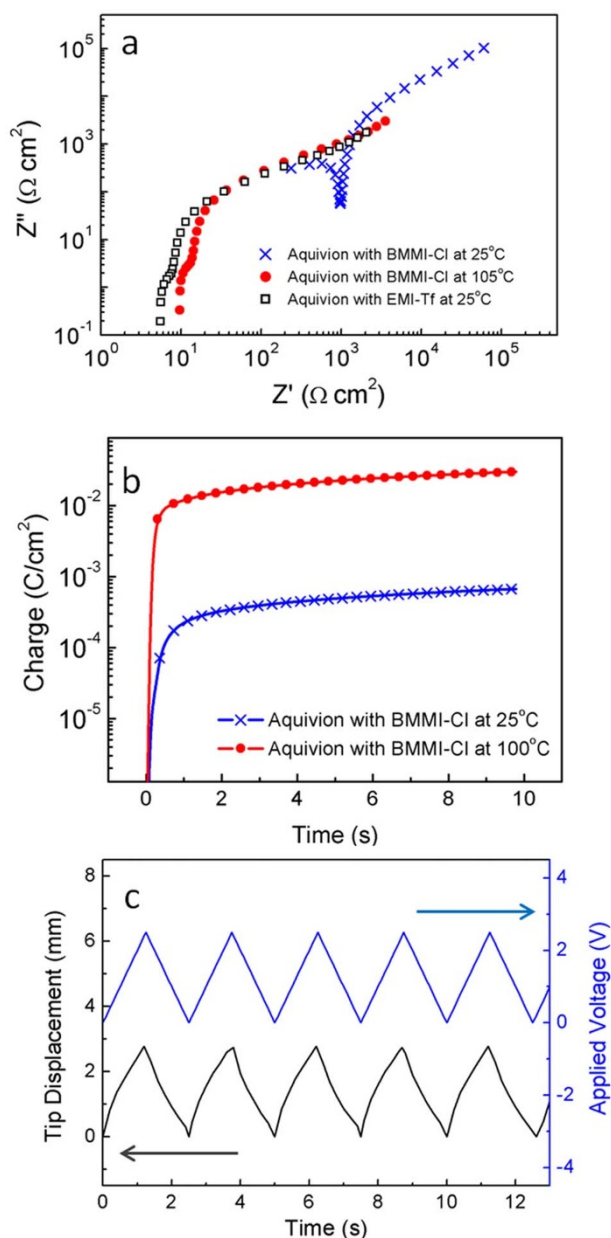 a
10^5
10^3
10^1
10^-1
Z'' (Ω cm^2)
10^0
10^1
10^2
10^3
10^4
10^5
Z' (Ω cm^2)
Aquivion with BMMI-Cl at 25°C
Aquivion with BMMI-Cl at 105°C
Aquivion with EMI-Tf at 25°C
b
10^-2
10^-3
10^-4
10^-5
Charge (C/cm^2)
Aquivion with BMMI-Cl at 25°C
Aquivion with BMMI-Cl at 100°C
0 2 4 6 8 10
Time (s)
c
8
6
4
2
0
Tip Displacement (mm)
4
2
0
-2
-4
Applied Voltage (V)
0 2 4 6 8 10 12
Time (s)